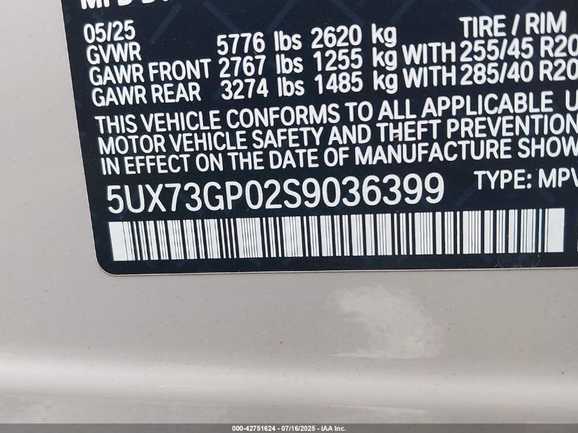 05/25 TIRE / RIM
GVWR 5776 lbs 2620 kg
GAWR FRONT 2767 lbs 1255 kg WITH 255/45 R20
GAWR REAR 3274 lbs 1485 kg WITH 285/40 R20
THIS VEHICLE CONFORMS TO ALL APPLICABLE U
MOTOR VEHICLE SAFETY AND THEFT PREVENTION
IN EFFECT ON THE DATE OF MANUFACTURE SHOW
5UX73GP02S9036399 TYPE: MPV
000-42751624 | 07/16/2025 - IAA Inc.